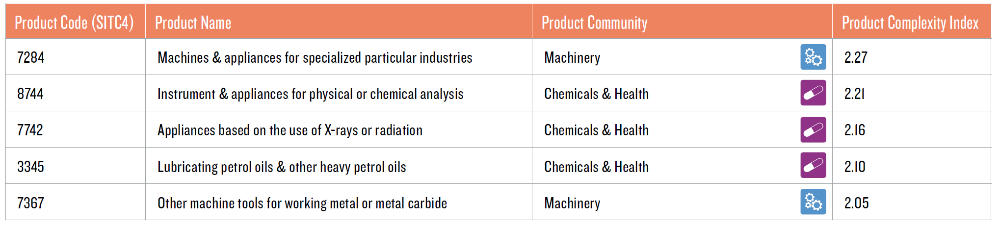 Product Code (SITC4) Product Name Product Community Product Complexity Index
7284 Machines & appliances for specialized particular industries Machinery 2.27
8744 Instrument & appliances for physical or chemical analysis Chemicals & Health 2.21
7742 Appliances based on the use of X-rays or radiation Chemicals & Health 2.16
3345 Lubricating petrol oils & other heavy petrol oils Chemicals & Health 2.10
7367 Other machine tools for working metal or metal carbide Machinery 2.05